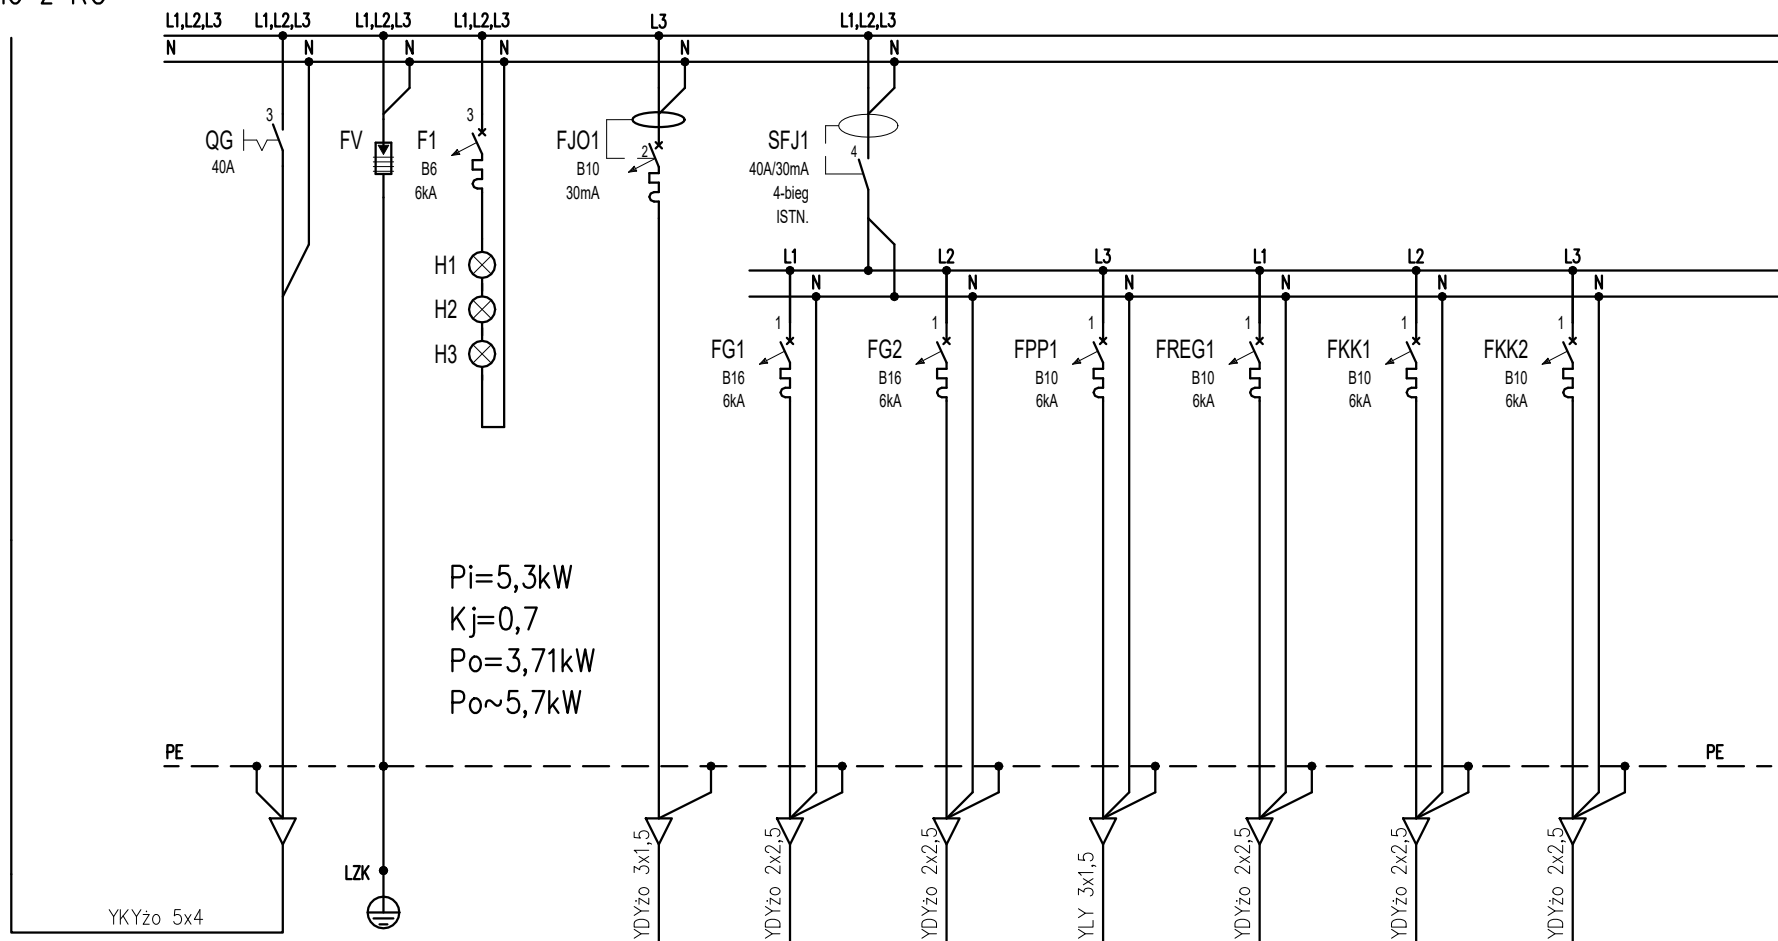 L1,L2,L3 L1,L2,L3 L1,L2,L3 L1,L2,L3 L3 L1,L2,L3
N N N N N N
3 3
QG FV F1 FJO1 2 SFJ1 4
40A B6 B10 40A/30mA
6kA 30mA 4-bieg
ISTN.
L1 L2 L3 L1 L2 L3
N N N N N N
H1
H2
H3
1 1 1 1 1 1
FG1 FG2 FPP1 FREG1 FKK1 FKK2
B16 B16 B10 B10 B10 B10
6kA 6kA 6kA 6kA 6kA 6kA
Pi=5,3kW
Kj=0,7
Po=3,71kW
Po~5,7kW
PE PE
LZK
YKYżo 5x4
YDYżo 3x1,5
YDYżo 2x2,5
YDYżo 2x2,5
YLY 3x1,5
YDYżo 2x2,5
YDYżo 2x2,5
YDYżo 2x2,5